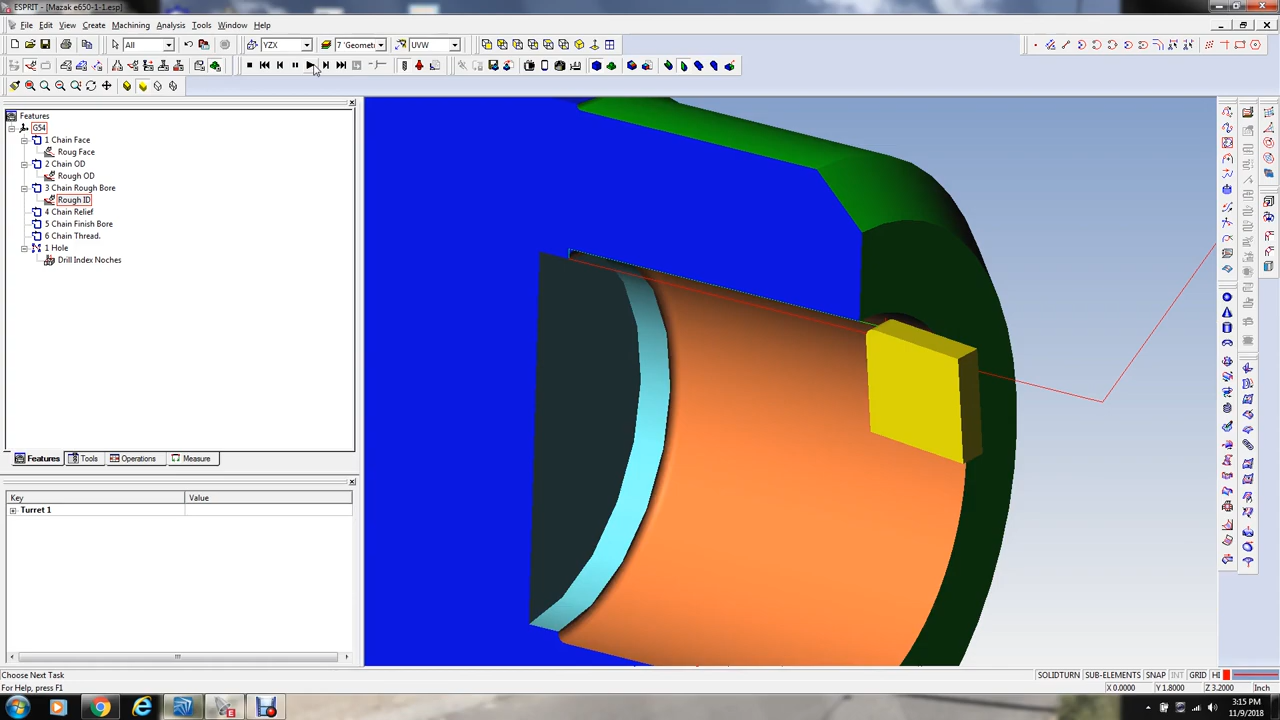 ESPRIT - [Mazak e650-1-1.esp]
File Edit View Create Machining Analysis Tools Window Help
All
YZX
7 'Geometr
UVW
Features
G54
1 Chain Face
Roug Face
2 Chain OD
Rough OD
3 Chain Rough Bore
Rough ID
4 Chain Relief
5 Chain Finish Bore
6 Chain Thread.
1 Hole
Drill Index Noches
Features Tools Operations Measure
Key Value
Turret 1
Choose Next Task
SOLIDTURN SUB-ELEMENTS SNAP INT GRID HI
For Help, press F1
X 0.0000 Y 1.8000 Z 3.2000 Inch
3:15 PM
11/9/2018